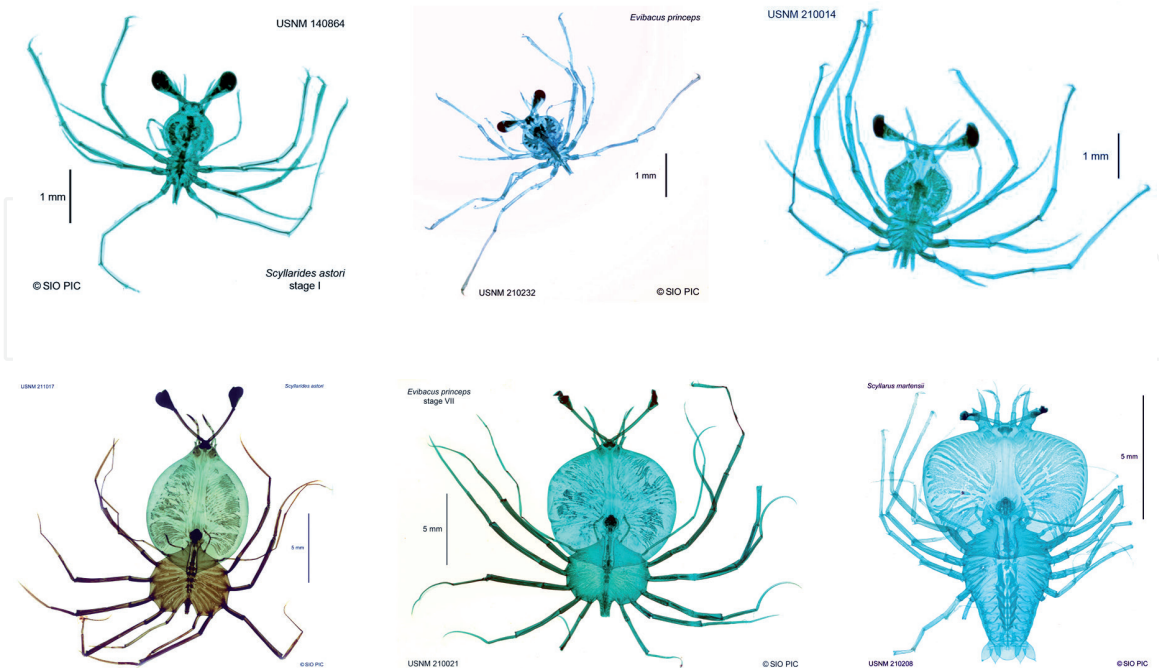 USNM 140864
1 mm
© SIO PIC
Scyllarides astori
stage I
Evibacus princeps
1 mm
USNM 210232
© SIO PIC
USNM 210014
1 mm
USNM 211017
Scyllarides astori
5 mm
© SIO PIC
Evibacus princeps
stage VII
5 mm
USNM 210021
© SIO PIC
Scyllarus martensii
5 mm
USNM 210208
© SIO PIC